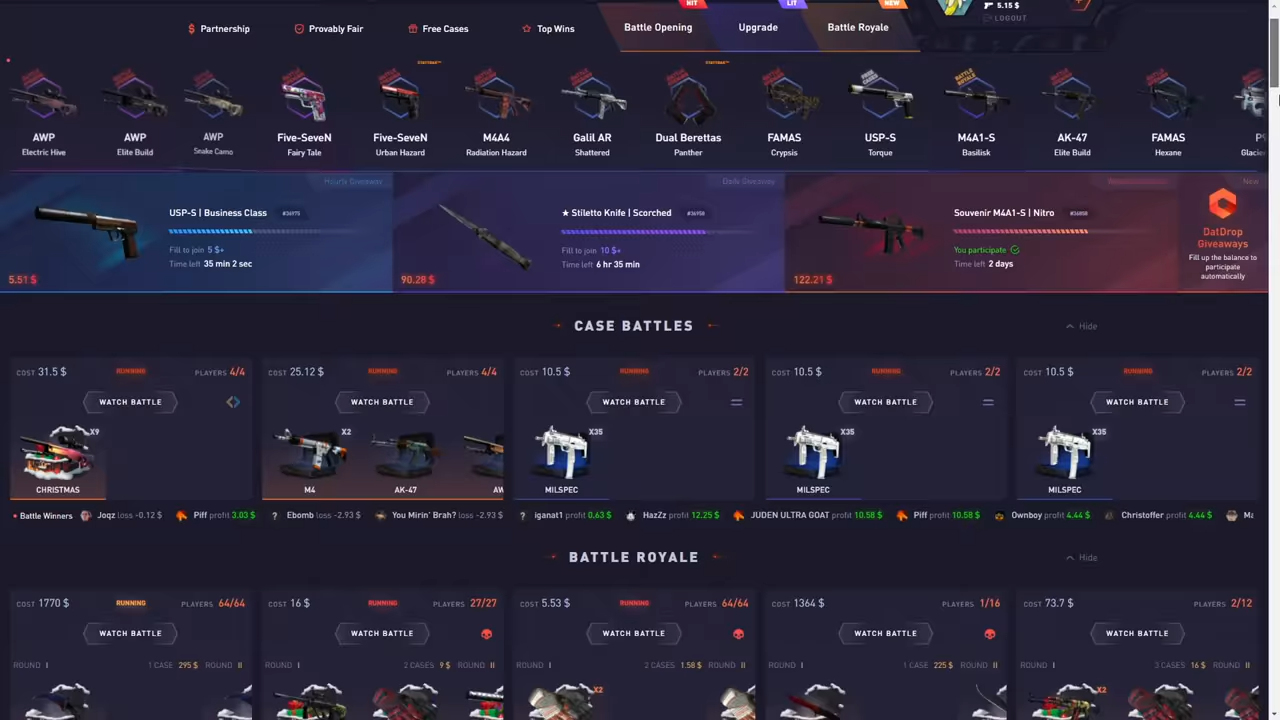 HIT
LIT
NEW
5.15 $
LOGOUT
Partnership
Provably Fair
Free Cases
Top Wins
Battle Opening
Upgrade
Battle Royale
AWP
Electric Hive
AWP
Elite Build
AWP
Snake Camo
Five-SeveN
Fairy Tale
Five-SeveN
Urban Hazard
M4A4
Radiation Hazard
Galil AR
Shattered
Dual Berettas
Panther
FAMAS
Crypsis
USP-S
Torque
M4A1-S
Basilisk
AK-47
Elite Build
FAMAS
Hexane
Hourly Giveaway
USP-S | Business Class
#36975
Fill to join 5 $+
Time left 35 min 2 sec
5.51 $
Daily Giveaway
★ Stiletto Knife | Scorched
Fill to join 10 $+
Time left 6 hr 35 min
90.28 $
Souvenir M4A1-S | Nitro
You participate
Time left 2 days
122.21 $
New
DatDrop
Giveaways
Fill up the balance to
participate
automatically
CASE BATTLES
Hide
COST 31.5 $ RUNNING PLAYERS 4/4
WATCH BATTLE
X9
CHRISTMAS
COST 25.12 $ RUNNING PLAYERS 4/4
WATCH BATTLE
X2
M4
AK-47
AW
COST 10.5 $ RUNNING PLAYERS 2/2
WATCH BATTLE
X35
MILSPEC
COST 10.5 $ RUNNING PLAYERS 2/2
WATCH BATTLE
X35
MILSPEC
COST 10.5 $ RUNNING PLAYERS 2/2
WATCH BATTLE
X35
MILSPEC
Battle Winners Joqz loss -0.12 $ Piff profit 3.03 $ ? Ebomb loss -2.93 $ You Mirin' Brah? loss -2.93 $ ? iganat1 profit 0.63 $ HazZz profit 12.25 $ JUDEN ULTRA GOAT profit 10.58 $ Piff profit 10.58 $ Ownboy profit 4.44 $ Christoffer profit 4.44 $ Ma
BATTLE ROYALE
Hide
COST 1770 $ RUNNING PLAYERS 64/64
WATCH BATTLE
ROUND I 1 CASE 295 $ ROUND II
COST 16 $ RUNNING PLAYERS 27/27
WATCH BATTLE
ROUND I 2 CASES 9 $ ROUND II
COST 5.53 $ RUNNING PLAYERS 64/64
WATCH BATTLE
ROUND I 2 CASES 1.58 $ ROUND II
X2
COST 1364 $ PLAYERS 1/16
WATCH BATTLE
ROUND I 1 CASE 225 $ ROUND II
COST 73.7 $ PLAYERS 2/12
WATCH BATTLE
ROUND I 3 CASES 16 $ ROUND II
X2